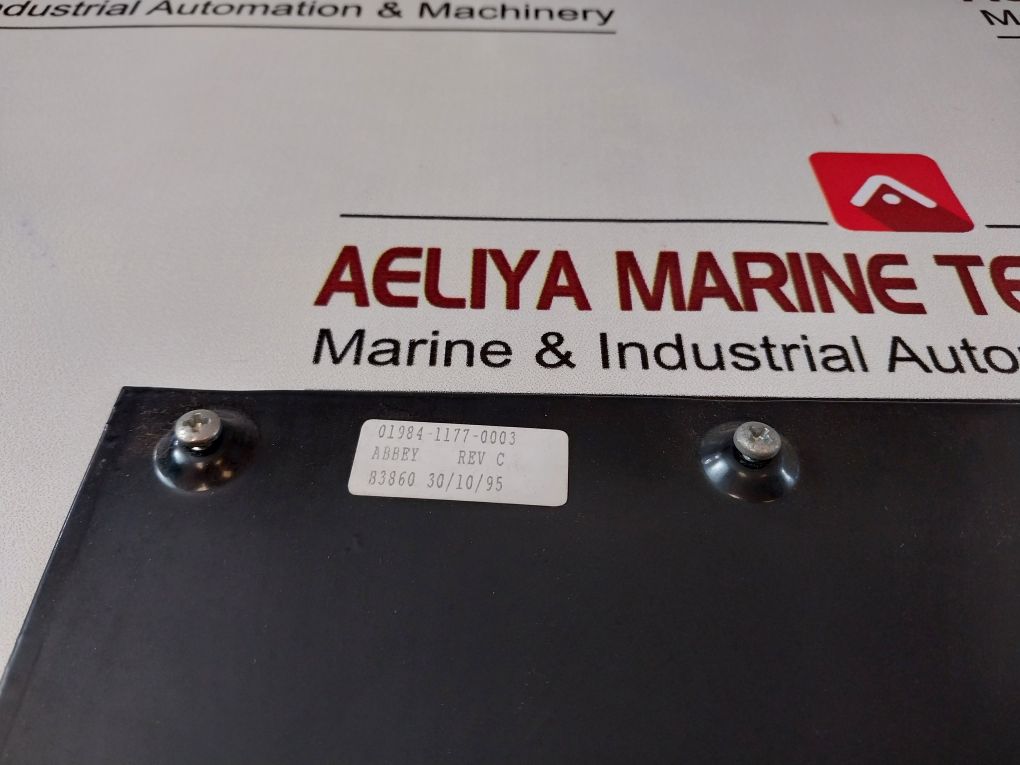 ndustrial Automation & Machinery
M
AELIYA MARINE TE
Marine & Industrial Auto
01984-1177-0003
ABBEY REV C
83860 30/10/95